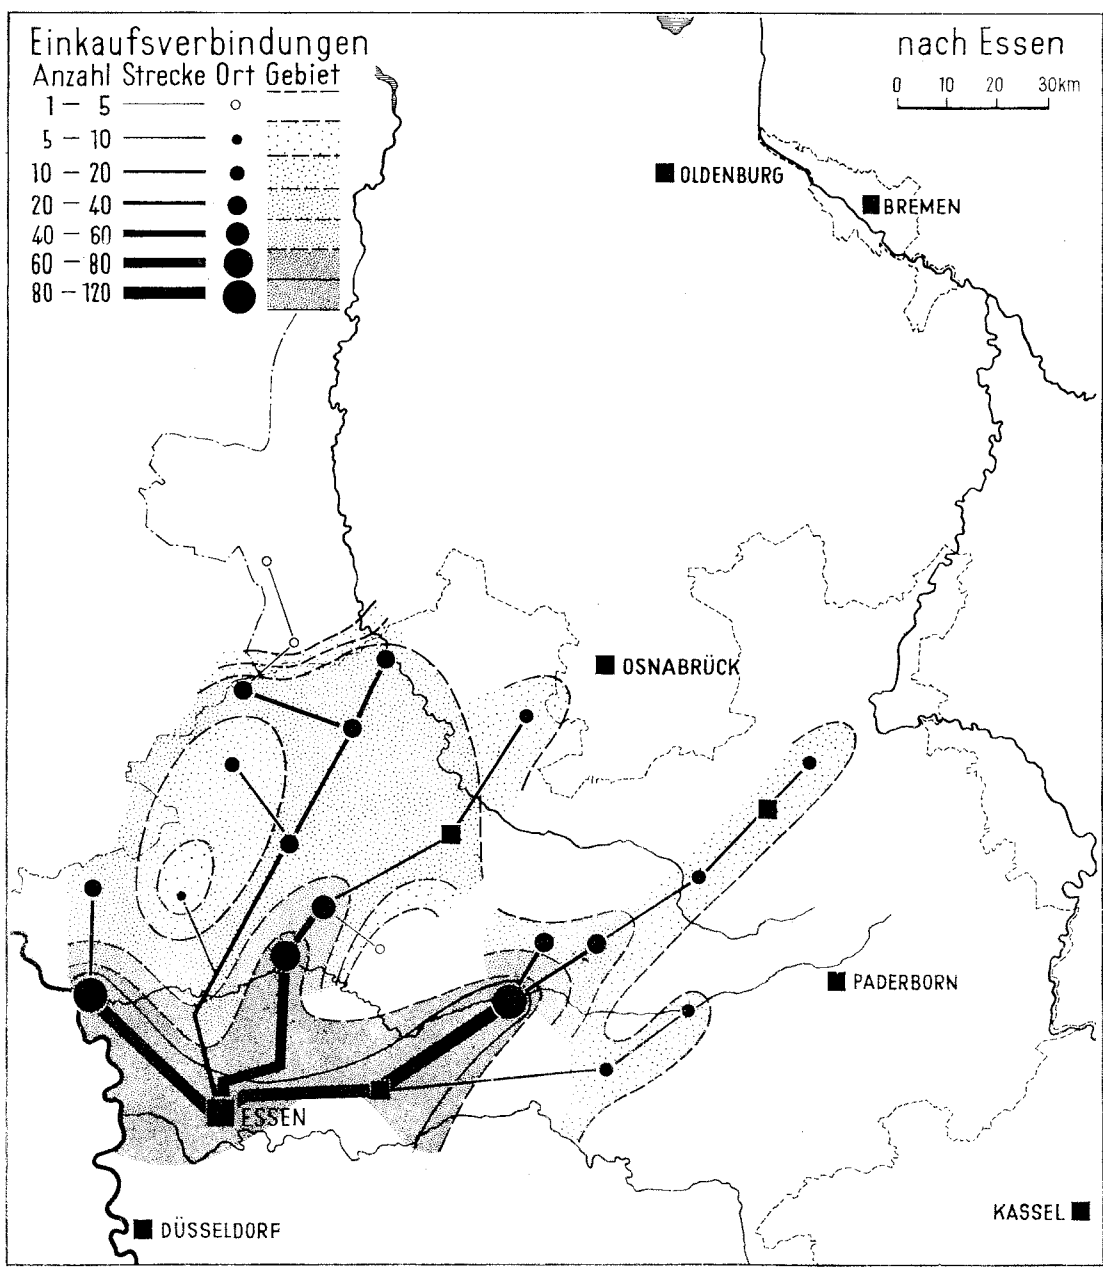 Einkaufsverbindungen
Anzahl Strecke Ort Gebiet
1 – 5
5 – 10
10 – 20
20 – 40
40 – 60
60 – 80
80 – 120
nach Essen
0 10 20 30km
OLDENBURG
BREMEN
OSNABRÜCK
PADERBORN
ESSEN
KASSEL
DÜSSELDORF